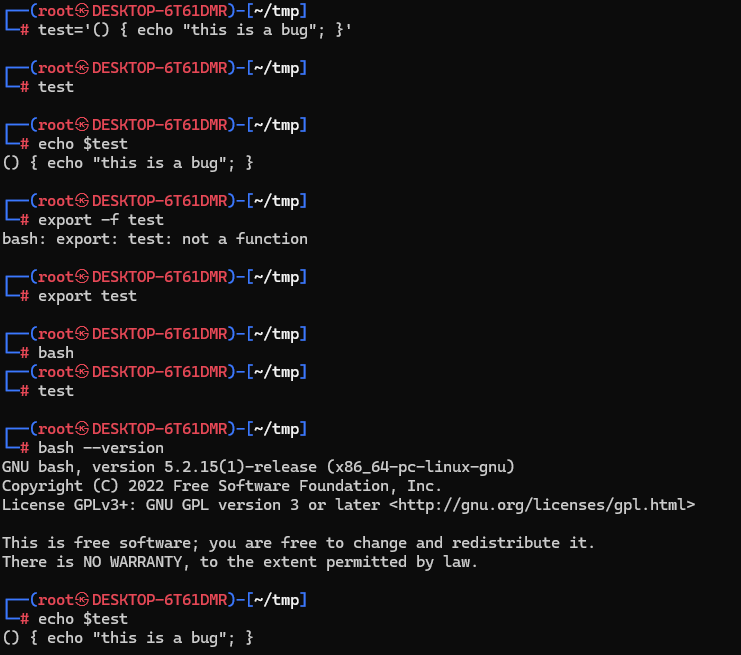 ┌──(root㉿DESKTOP-6T61DMR)-[~/tmp]
└─# test='() { echo "this is a bug"; }'
┌──(root㉿DESKTOP-6T61DMR)-[~/tmp]
└─# test
┌──(root㉿DESKTOP-6T61DMR)-[~/tmp]
└─# echo $test
() { echo "this is a bug"; }
┌──(root㉿DESKTOP-6T61DMR)-[~/tmp]
└─# export -f test
bash: export: test: not a function
┌──(root㉿DESKTOP-6T61DMR)-[~/tmp]
└─# export test
┌──(root㉿DESKTOP-6T61DMR)-[~/tmp]
└─# bash
┌──(root㉿DESKTOP-6T61DMR)-[~/tmp]
└─# test
┌──(root㉿DESKTOP-6T61DMR)-[~/tmp]
└─# bash --version
GNU bash, version 5.2.15(1)-release (x86_64-pc-linux-gnu)
Copyright (C) 2022 Free Software Foundation, Inc.
License GPLv3+: GNU GPL version 3 or later <http://gnu.org/licenses/gpl.html>
This is free software; you are free to change and redistribute it.
There is NO WARRANTY, to the extent permitted by law.
┌──(root㉿DESKTOP-6T61DMR)-[~/tmp]
└─# echo $test
() { echo "this is a bug"; }